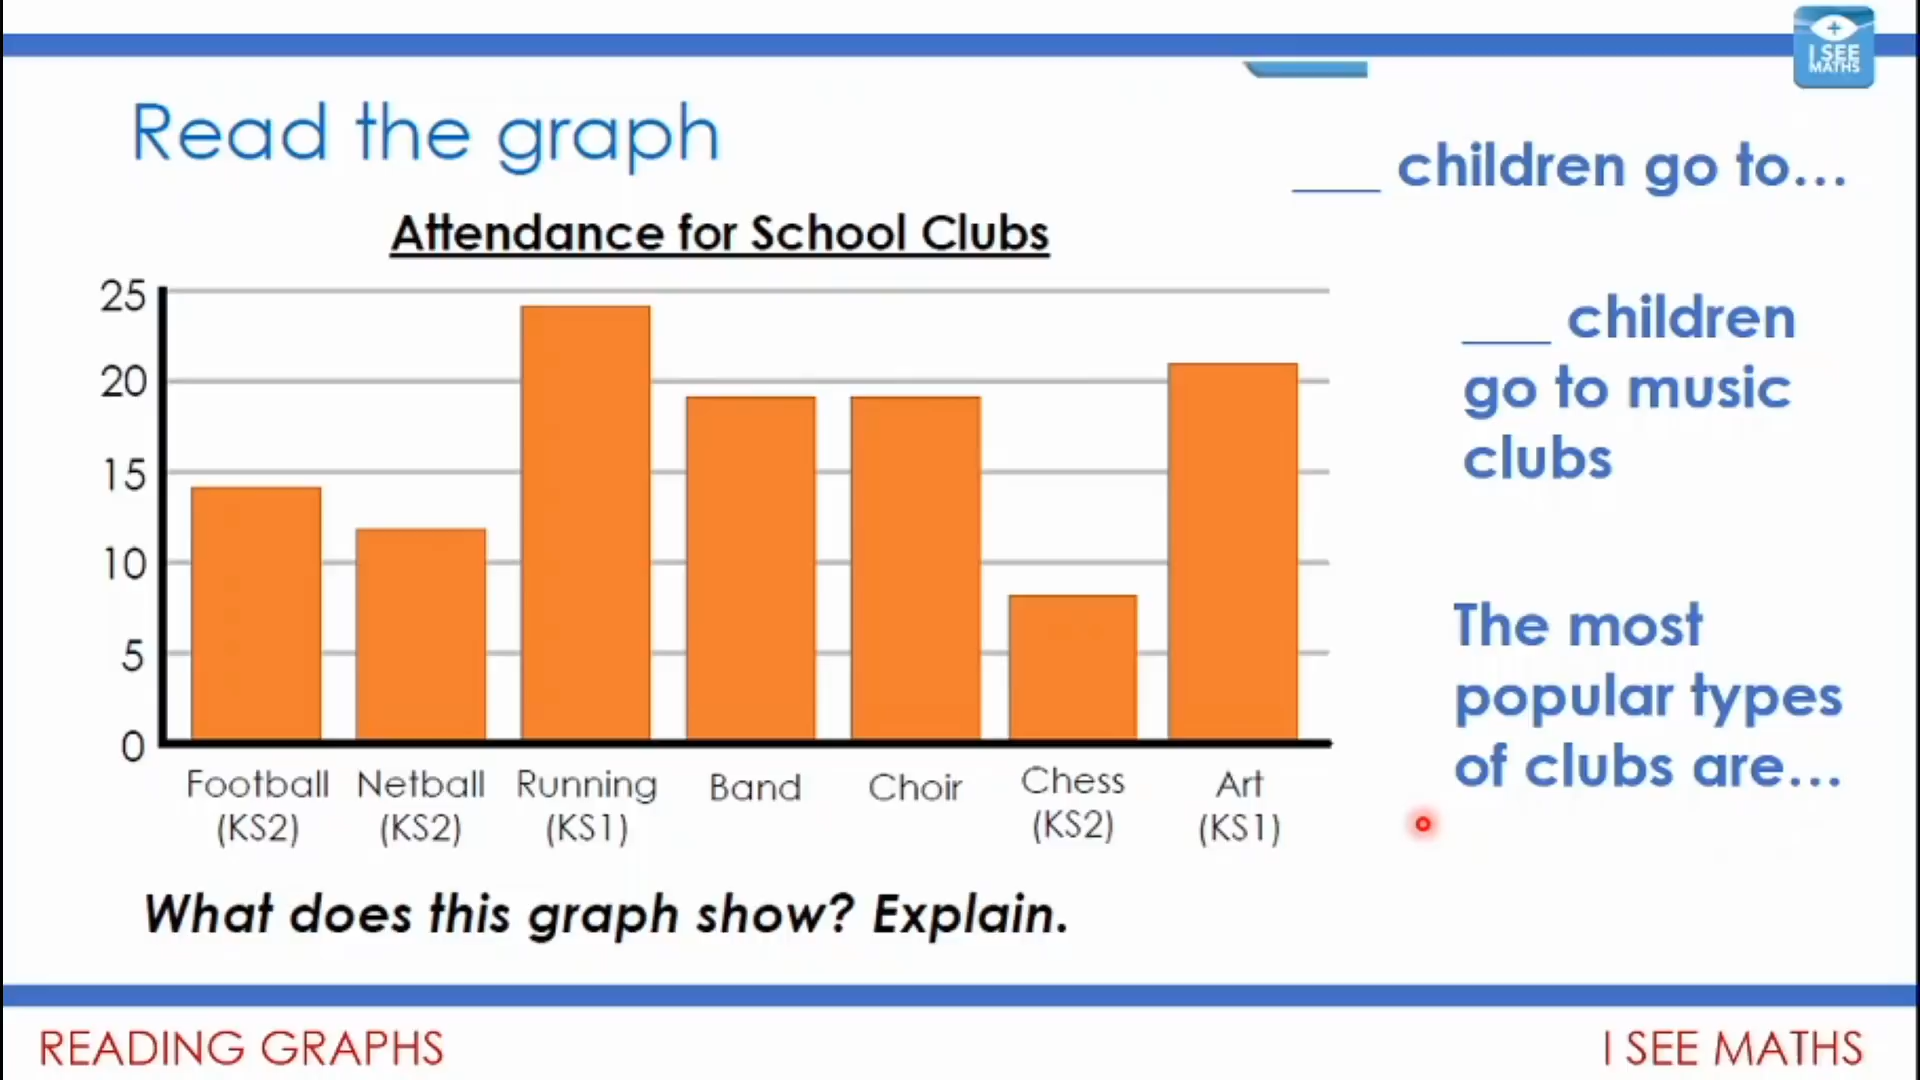 I SEE
MATHS
Read the graph
___ children go to...
Attendance for School Clubs
25
20
15
10
5
0
Football Netball Running Band Choir Chess Art
(KS2) (KS2) (KS1) (KS2) (KS1)
___ children
go to music
clubs
The most
popular types
of clubs are...
What does this graph show? Explain.
READING GRAPHS
I SEE MATHS